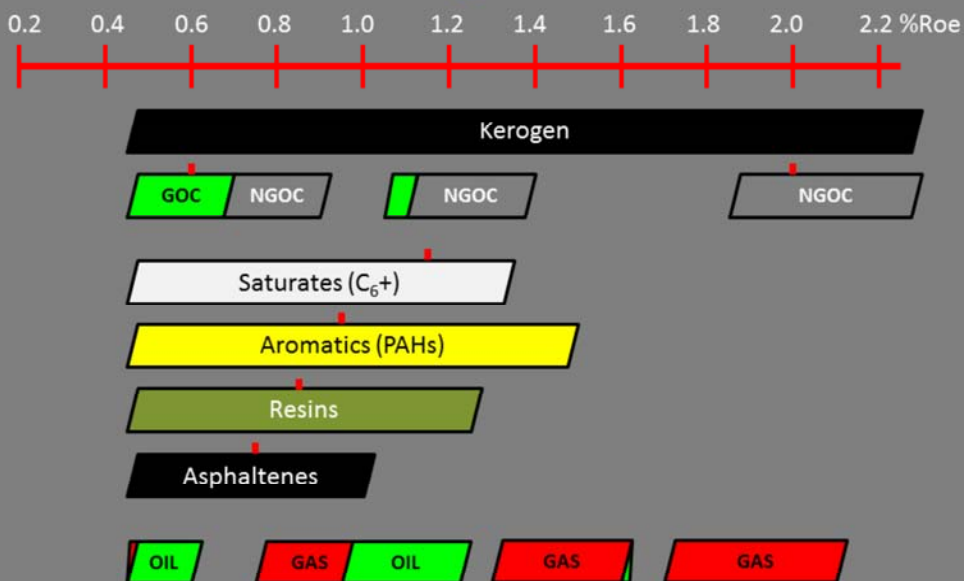 0.2 0.4 0.6 0.8 1.0 1.2 1.4 1.6 1.8 2.0 2.2 %Roe
Kerogen
GOC NGOC NGOC NGOC
Saturates (C₆+)
Aromatics (PAHs)
Resins
Asphaltenes
OIL GAS OIL GAS GAS